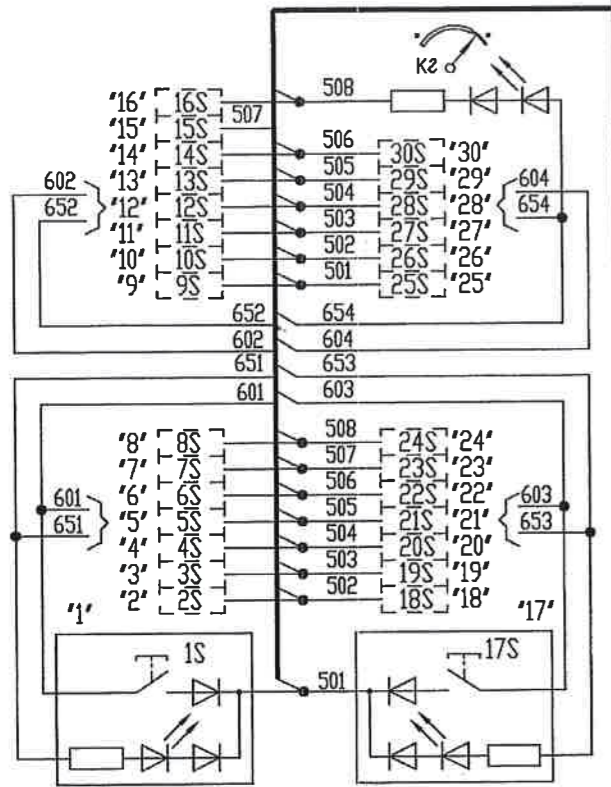 КГ
508
"16" 16S 507
"15" 15S
"14" 14S 506 30S "30"
602 "13" 13S 505 29S "29" 604
652 "12" 12S 504 28S "28" 654
"11" 11S 503 27S "27"
"10" 10S 502 26S "26"
"9" 9S 501 25S "25"
652 654
602 604
651 653
601 603
"8" 8S 508 24S "24"
"7" 7S 507 23S "23"
601 "6" 6S 506 22S "22" 603
651 "5" 5S 505 21S "21" 653
"4" 4S 504 20S "20"
"3" 3S 503 19S "19"
"2" 2S 502 18S "18"
"1" "17"
1S 17S
501